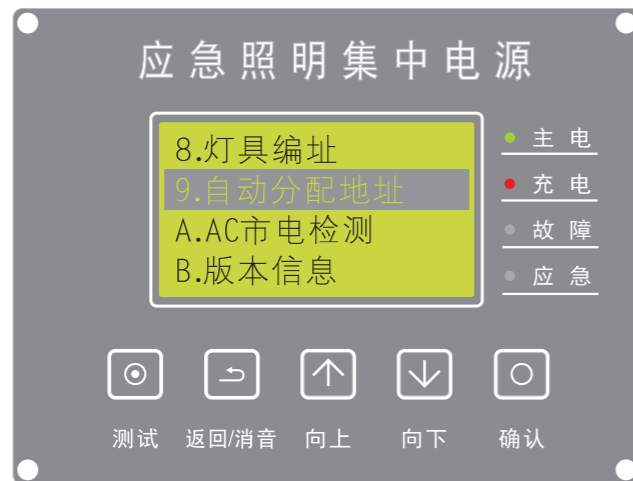 应急照明集中电源
8.灯具编址
9.自动分配地址
A.AC市电检测
B.版本信息
主电
充电
故障
应急
测试 返回/消音 向上 向下 确认